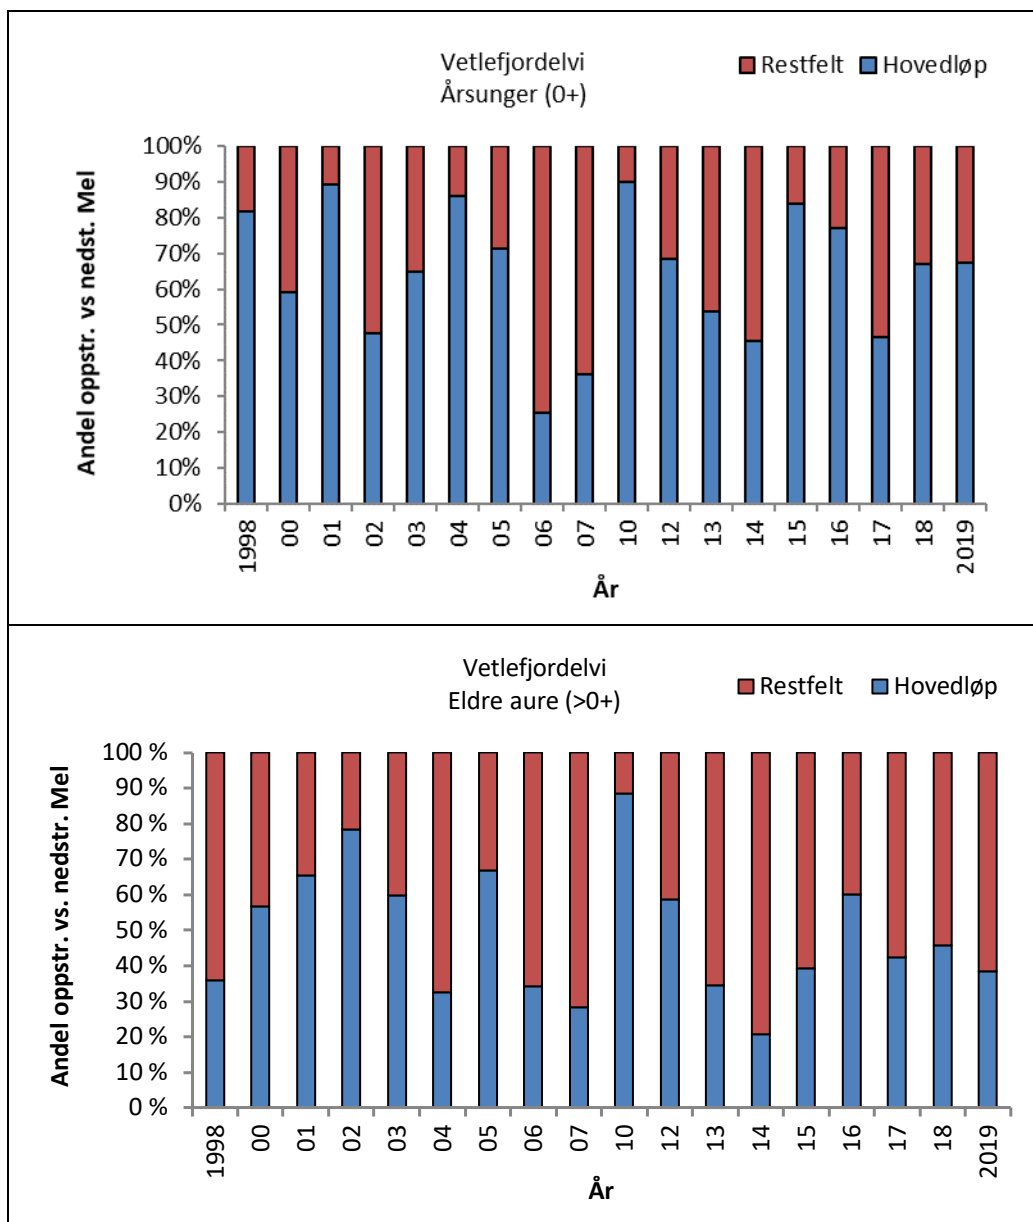 Vetlefjordelvi
Årsunger (0+)
Restfelt Hovedløp
Andel oppstr. vs nedst. Mel
100%
90%
80%
70%
60%
50%
40%
30%
20%
10%
0%
1998 00 01 02 03 04 05 06 07 10 12 13 14 15 16 17 18 2019
År
Vetlefjordelvi
Eldre aure (>0+)
Restfelt Hovedløp
Andel oppstr. vs. nedstr. Mel
100 %
90 %
80 %
70 %
60 %
50 %
40 %
30 %
20 %
10 %
0 %
1998 00 01 02 03 04 05 06 07 10 12 13 14 15 16 17 18 2019
År